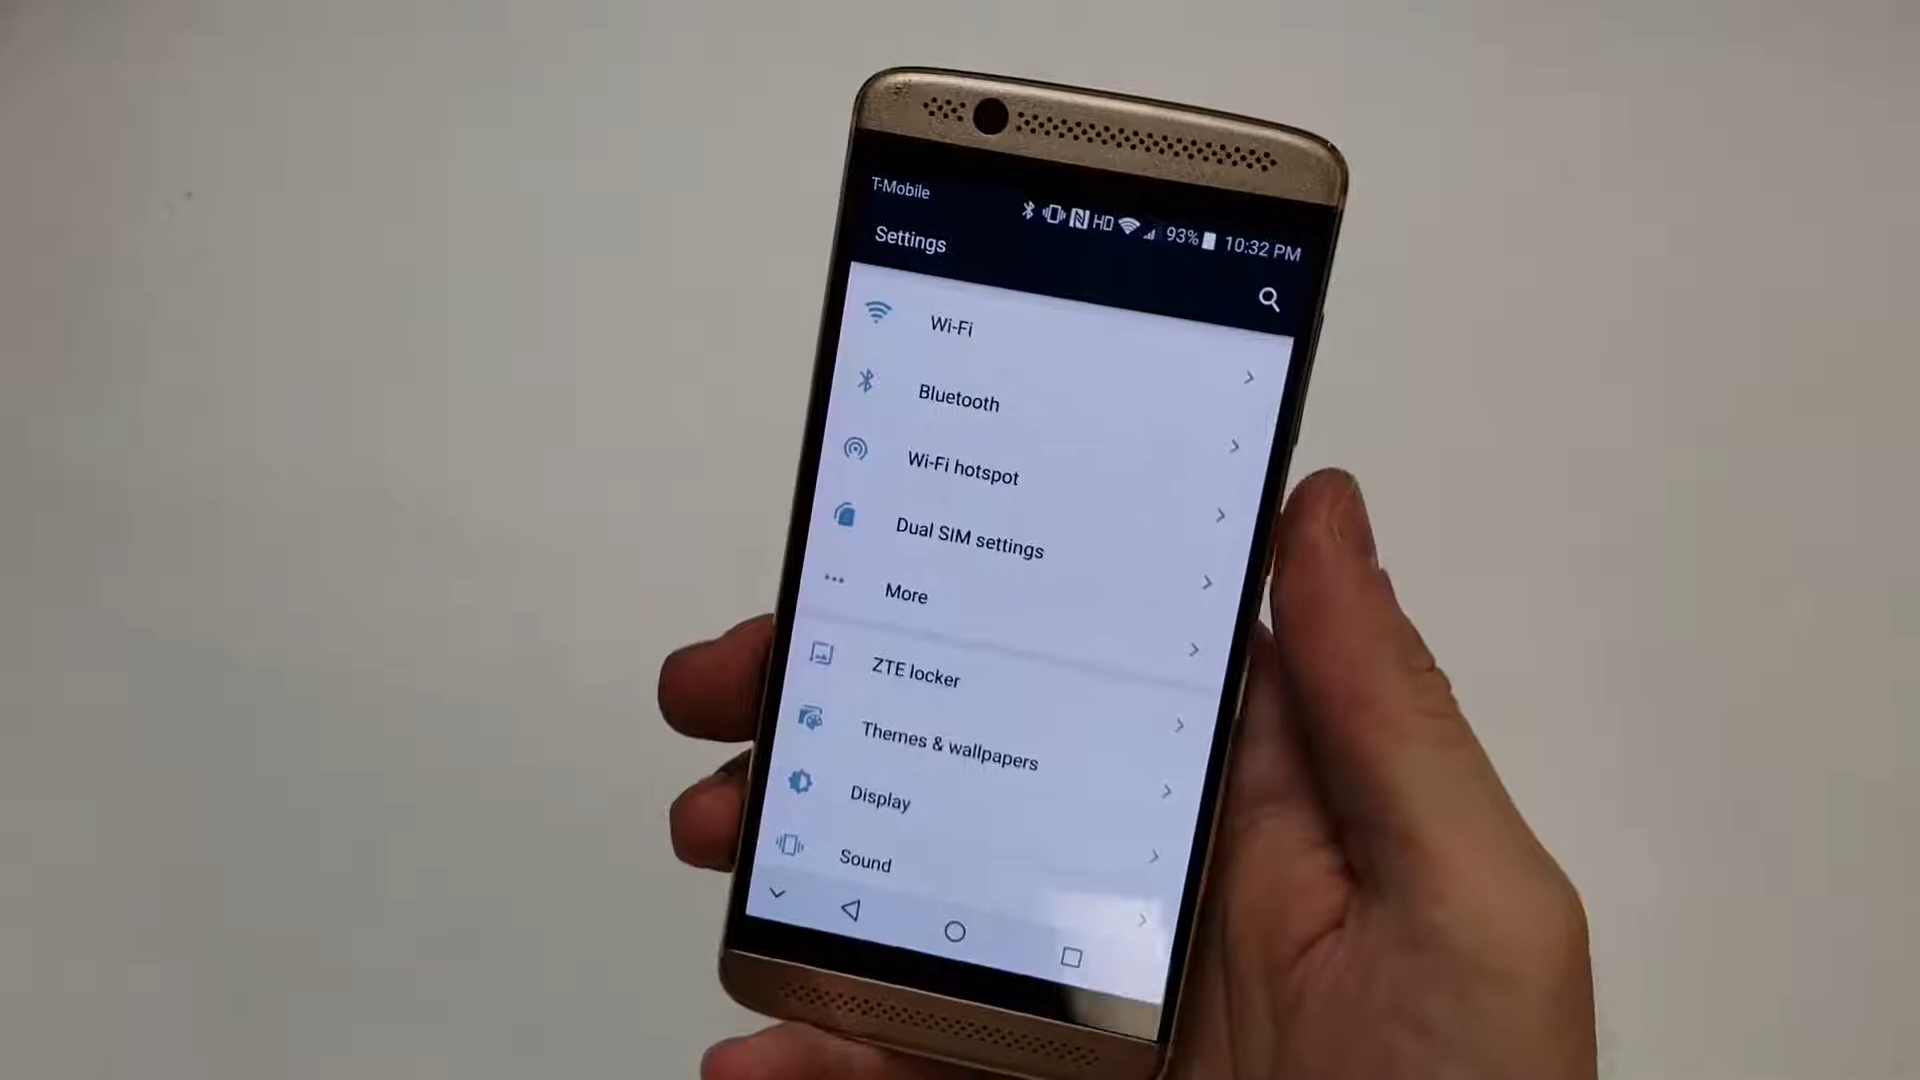 T-Mobile
HD 93% 10:32 PM
Settings
Wi-Fi
Bluetooth
Wi-Fi hotspot
Dual SIM settings
More
ZTE locker
Themes & wallpapers
Display
Sound